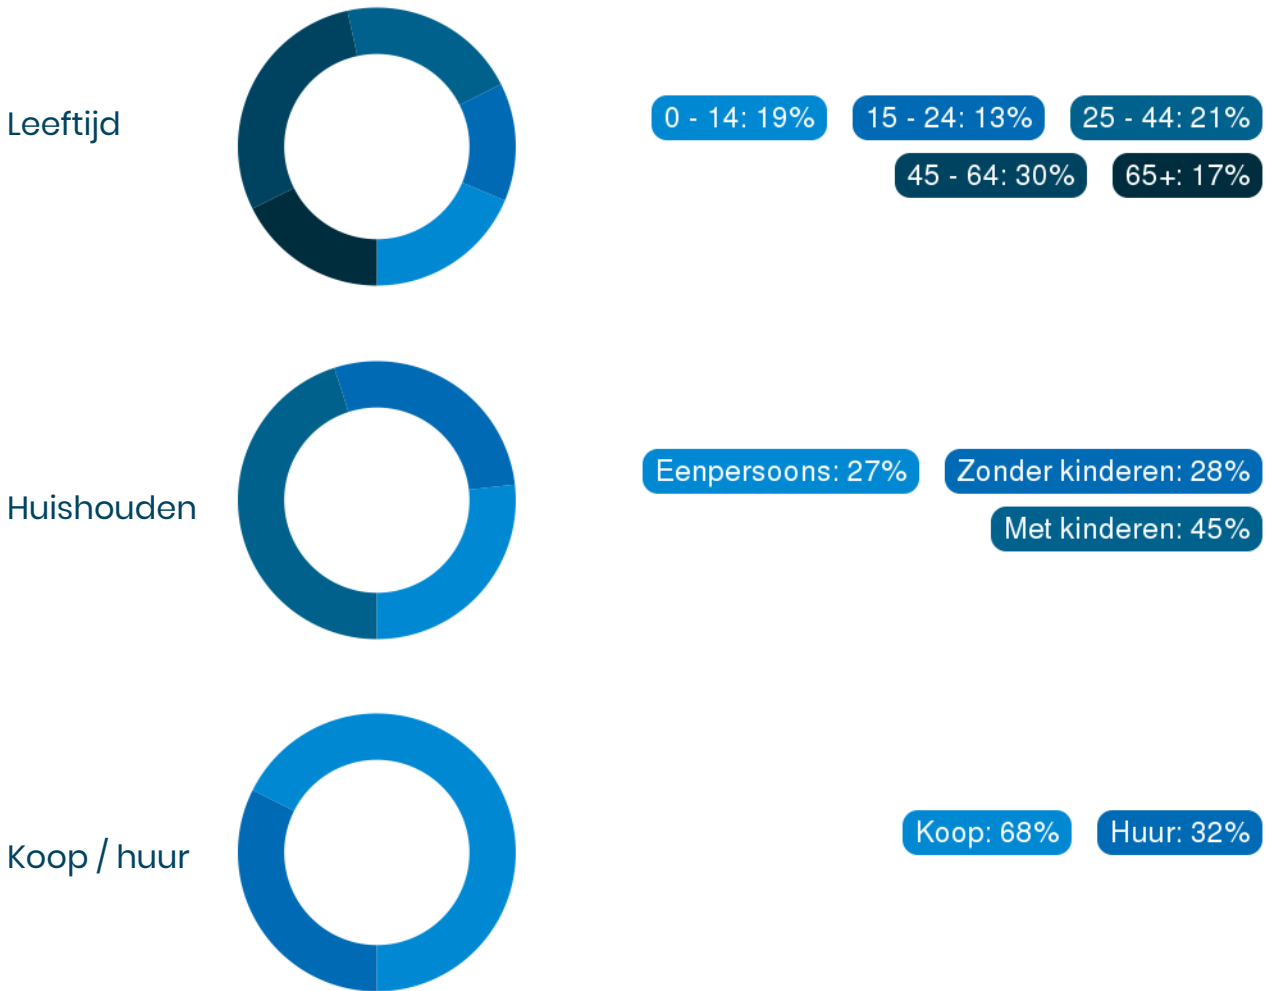 Leeftijd
0 - 14: 19% 15 - 24: 13% 25 - 44: 21%
45 - 64: 30% 65+: 17%
Huishouden
Eenpersoons: 27% Zonder kinderen: 28%
Met kinderen: 45%
Koop / huur
Koop: 68% Huur: 32%